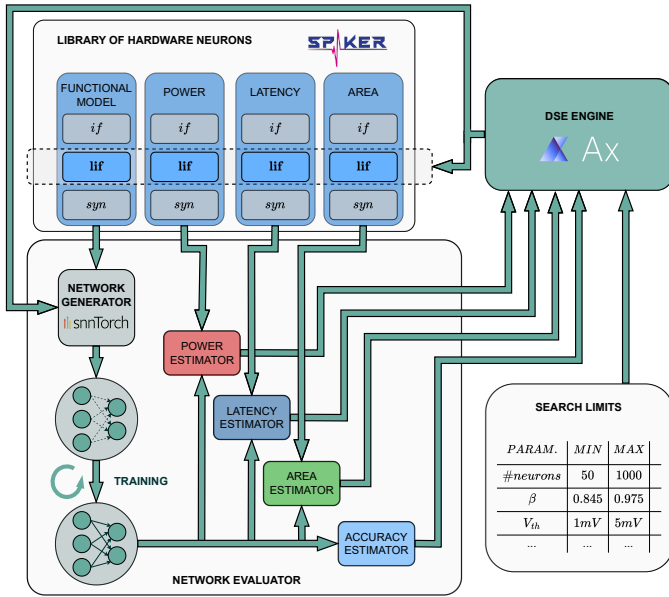 LIBRARY OF HARDWARE NEURONS
SPIKER
FUNCTIONAL
MODEL
if
lif
syn
POWER
if
lif
syn
LATENCY
if
lif
syn
AREA
if
lif
syn
DSE ENGINE
Ax
NETWORK
GENERATOR
snnTorch
POWER
ESTIMATOR
LATENCY
ESTIMATOR
AREA
ESTIMATOR
ACCURACY
ESTIMATOR
TRAINING
NETWORK EVALUATOR
SEARCH LIMITS
PARAM. MIN MAX
#neurons 50 1000
β 0.845 0.975
V_th 1mV 5mV
... ... ...